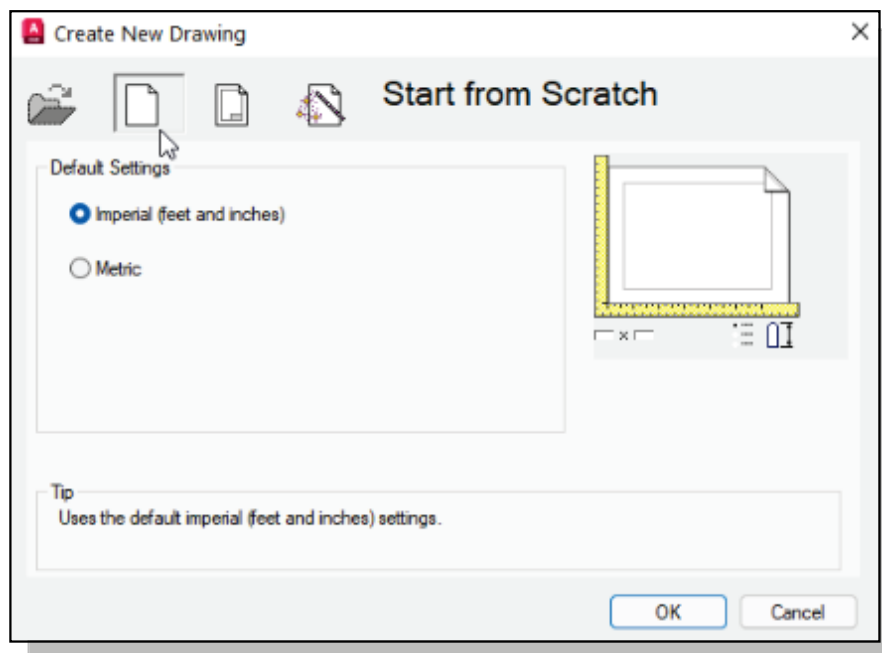 Create New Drawing
Start from Scratch
Default Settings
Imperial (feet and inches)
Metric
Tip
Uses the default imperial (feet and inches) settings.
OK
Cancel